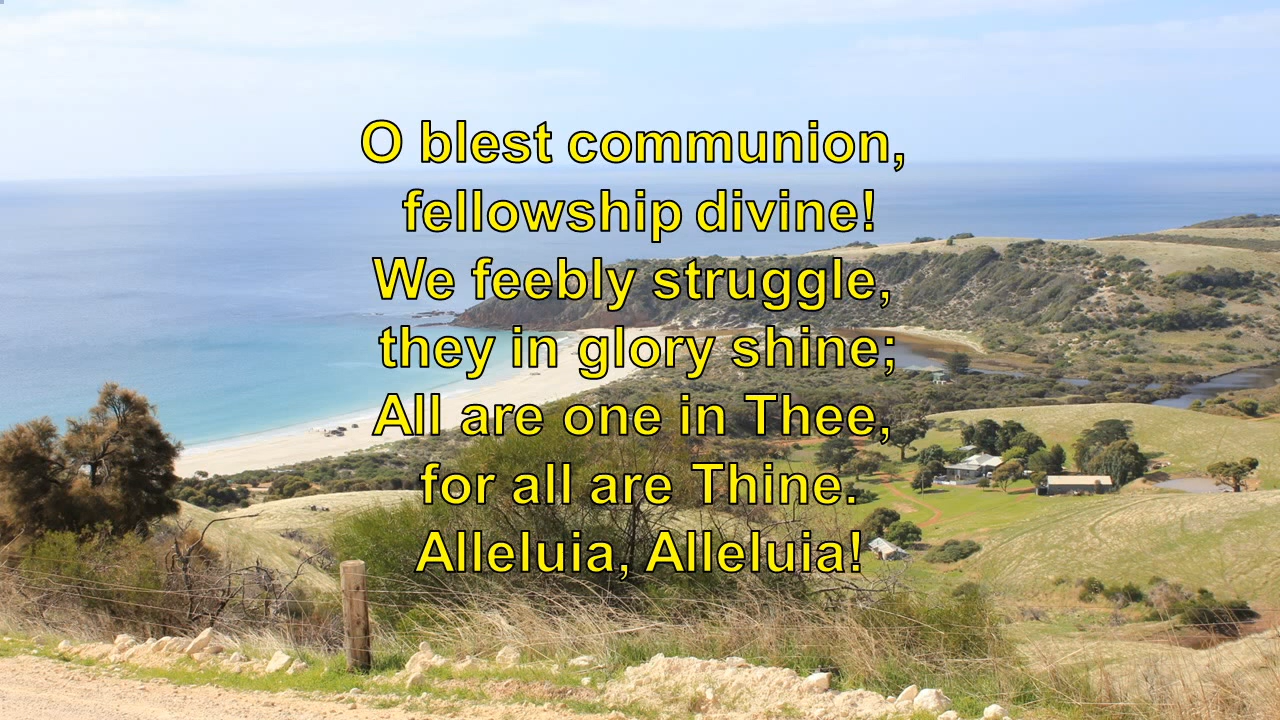 O blest communion,
fellowship divine!
We feebly struggle,
they in glory shine;
All are one in Thee,
for all are Thine.
Alleluia, Alleluia!